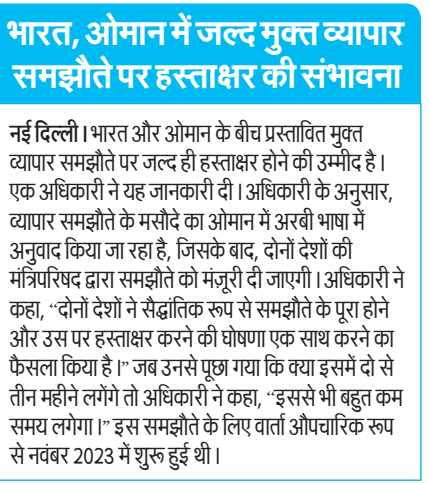 भारत, ओमान में जल्द मुक्त व्यापार
समझौते पर हस्ताक्षर की संभावना
नई दिल्ली। भारत और ओमान के बीच प्रस्तावित मुक्त
व्यापार समझौते पर जल्द ही हस्ताक्षर होने की उम्मीद है।
एक अधिकारी ने यह जानकारी दी। अधिकारी के अनुसार,
व्यापार समझौते के मसौदे का ओमान में अरबी भाषा में
अनुवाद किया जा रहा है, जिसके बाद, दोनों देशों की
मंत्रिपरिषद द्वारा समझौते को मंजूरी दी जाएगी। अधिकारी ने
कहा, “दोनों देशों ने सैद्धांतिक रूप से समझौते के पूरा होने
और उस पर हस्ताक्षर करने की घोषणा एक साथ करने का
फैसला किया है।” जब उनसे पूछा गया कि क्या इसमें दो से
तीन महीने लगेंगे तो अधिकारी ने कहा, “इससे भी बहुत कम
समय लगेगा।” इस समझौते के लिए वार्ता औपचारिक रूप
से नवंबर 2023 में शुरू हुई थी।